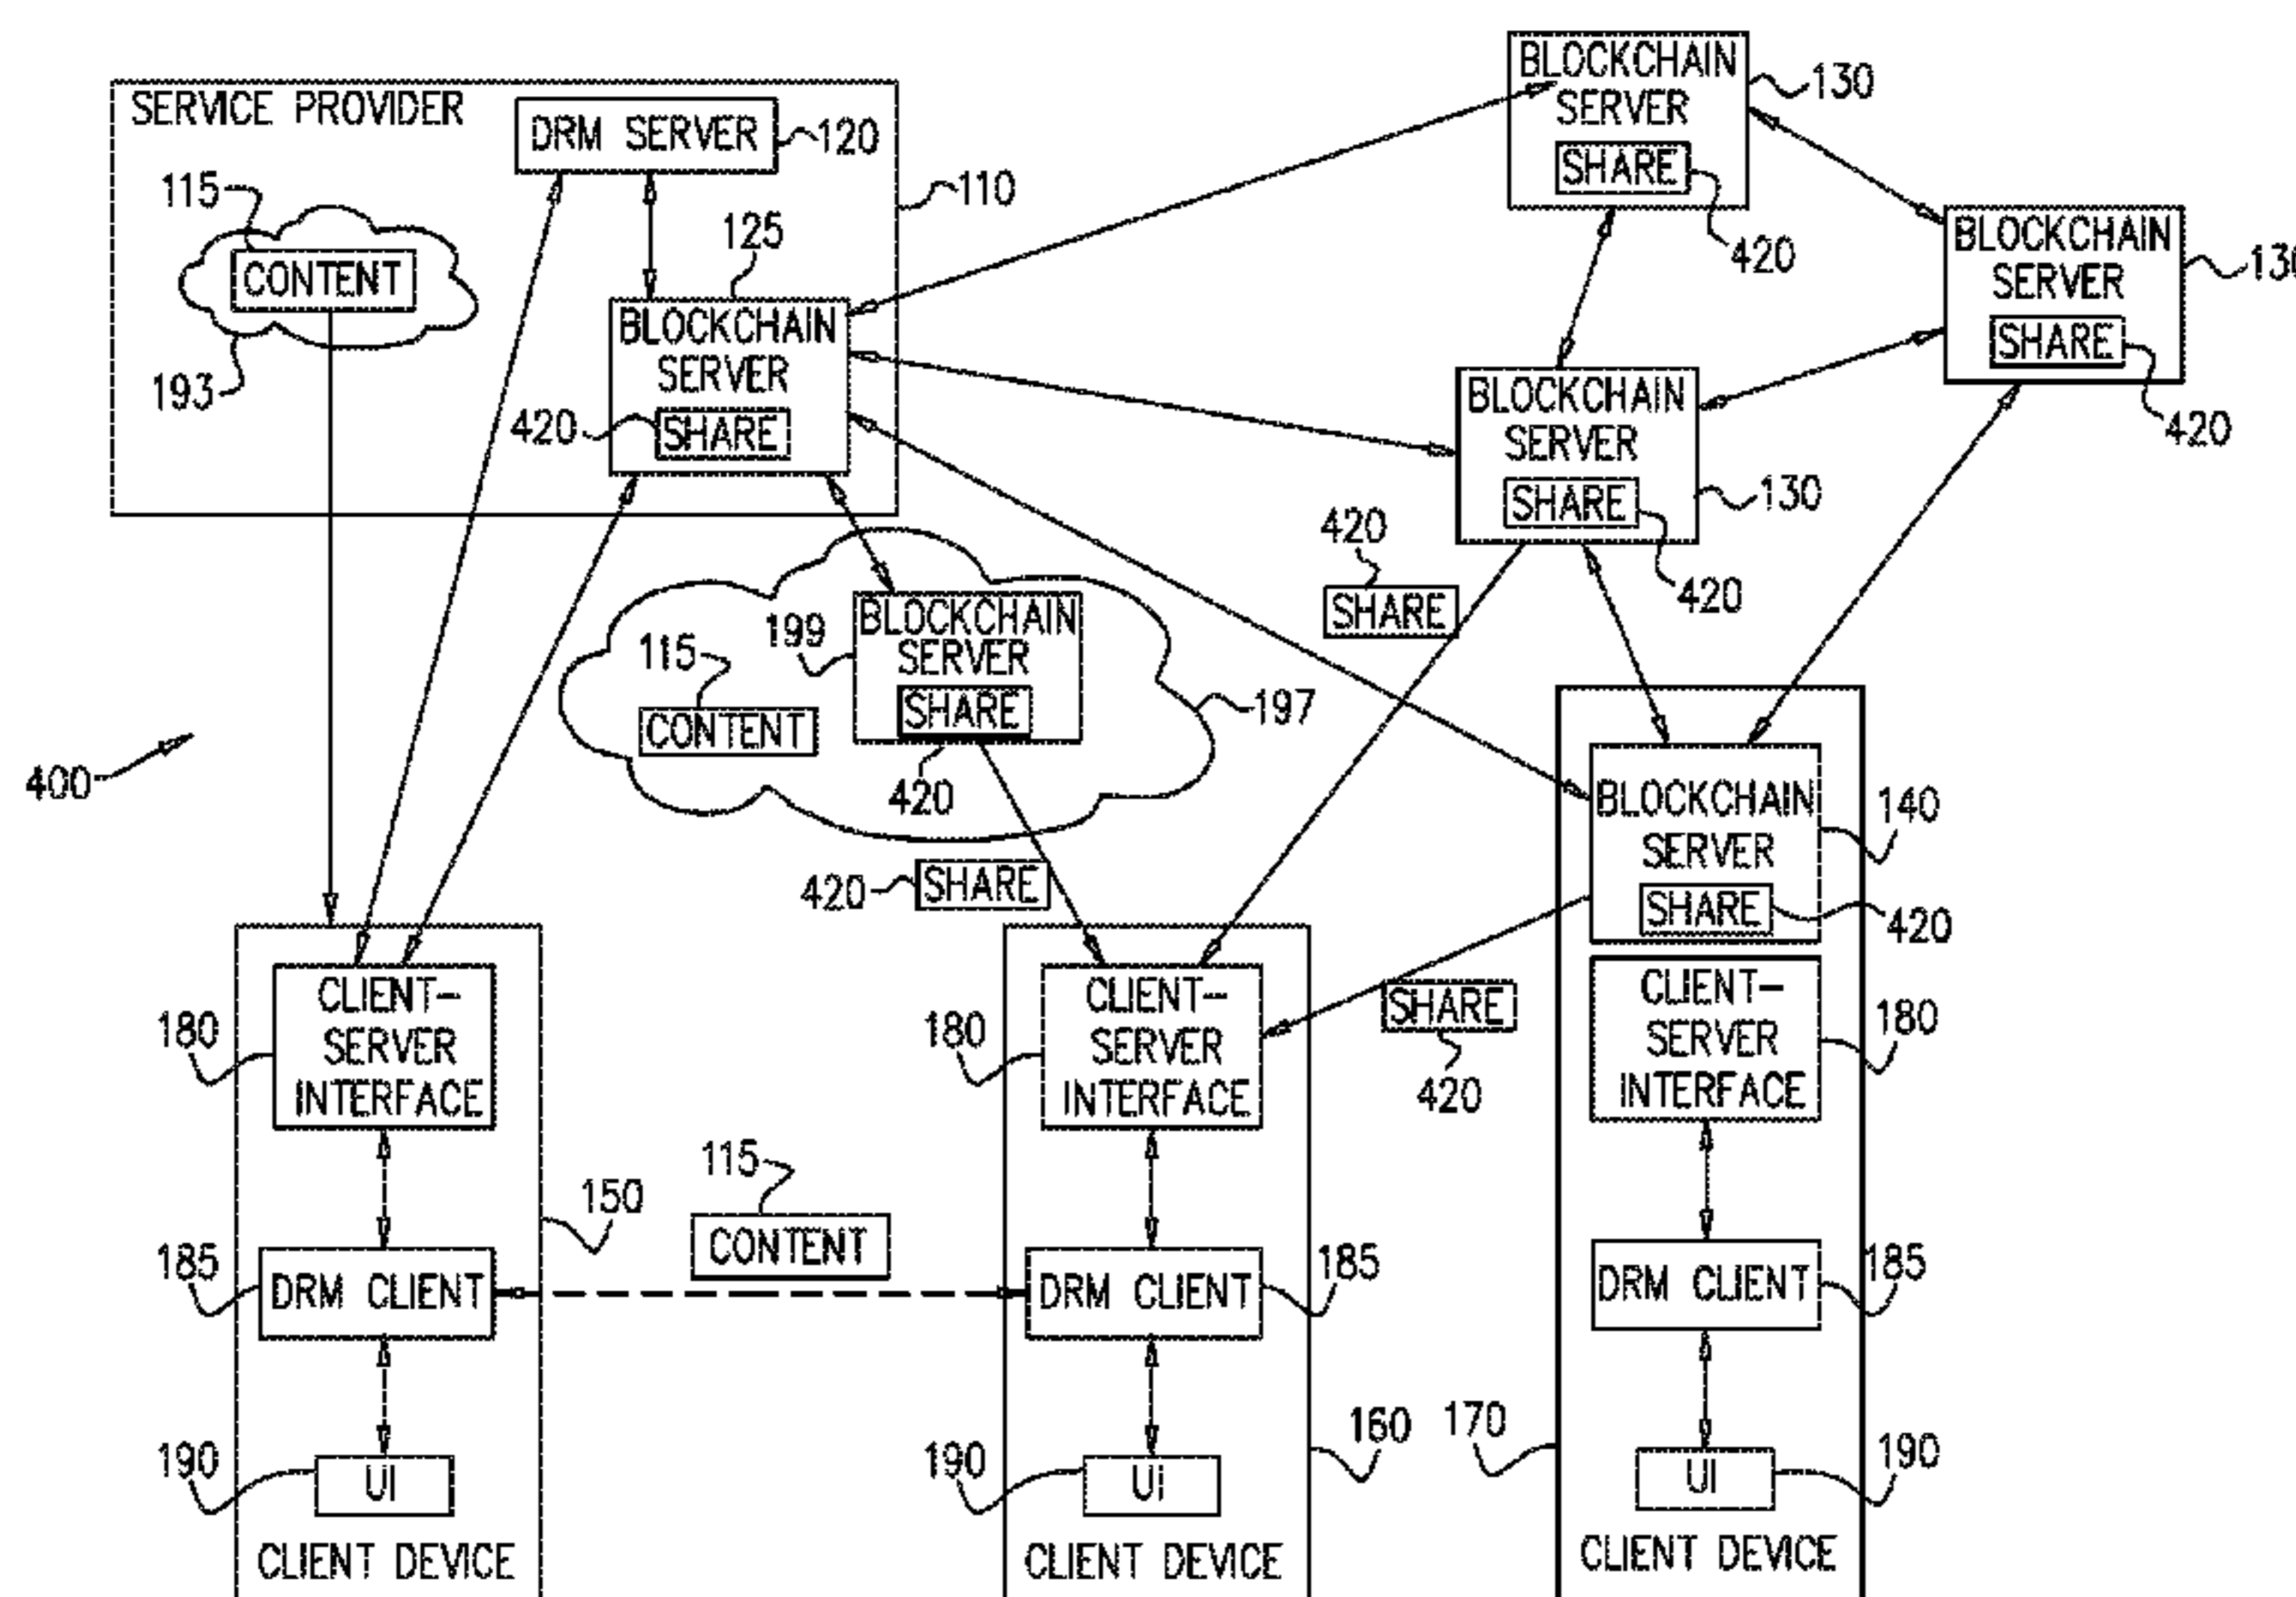 SERVICE PROVIDER
DRM SERVER
120
110
115
CONTENT
193
125
BLOCKCHAIN
SERVER
420
SHARE
BLOCKCHAIN
SERVER
SHARE
130
420
BLOCKCHAIN
SERVER
SHARE
420
BLOCKCHAIN
SERVER
SHARE
130
420
420
SHARE
199
BLOCKCHAIN
SERVER
SHARE
420
115
CONTENT
197
400
420
SHARE
BLOCKCHAIN
SERVER
SHARE
140
420
180
CLIENT-
SERVER
INTERFACE
180
CLIENT-
SERVER
INTERFACE
SHARE
420
CLIENT-
SERVER
INTERFACE
180
150
115
CONTENT
185
DRM CLIENT
DRM CLIENT
185
DRM CLIENT
185
190
UI
190
UI
160
170
UI
190
CLIENT DEVICE
CLIENT DEVICE
CLIENT DEVICE